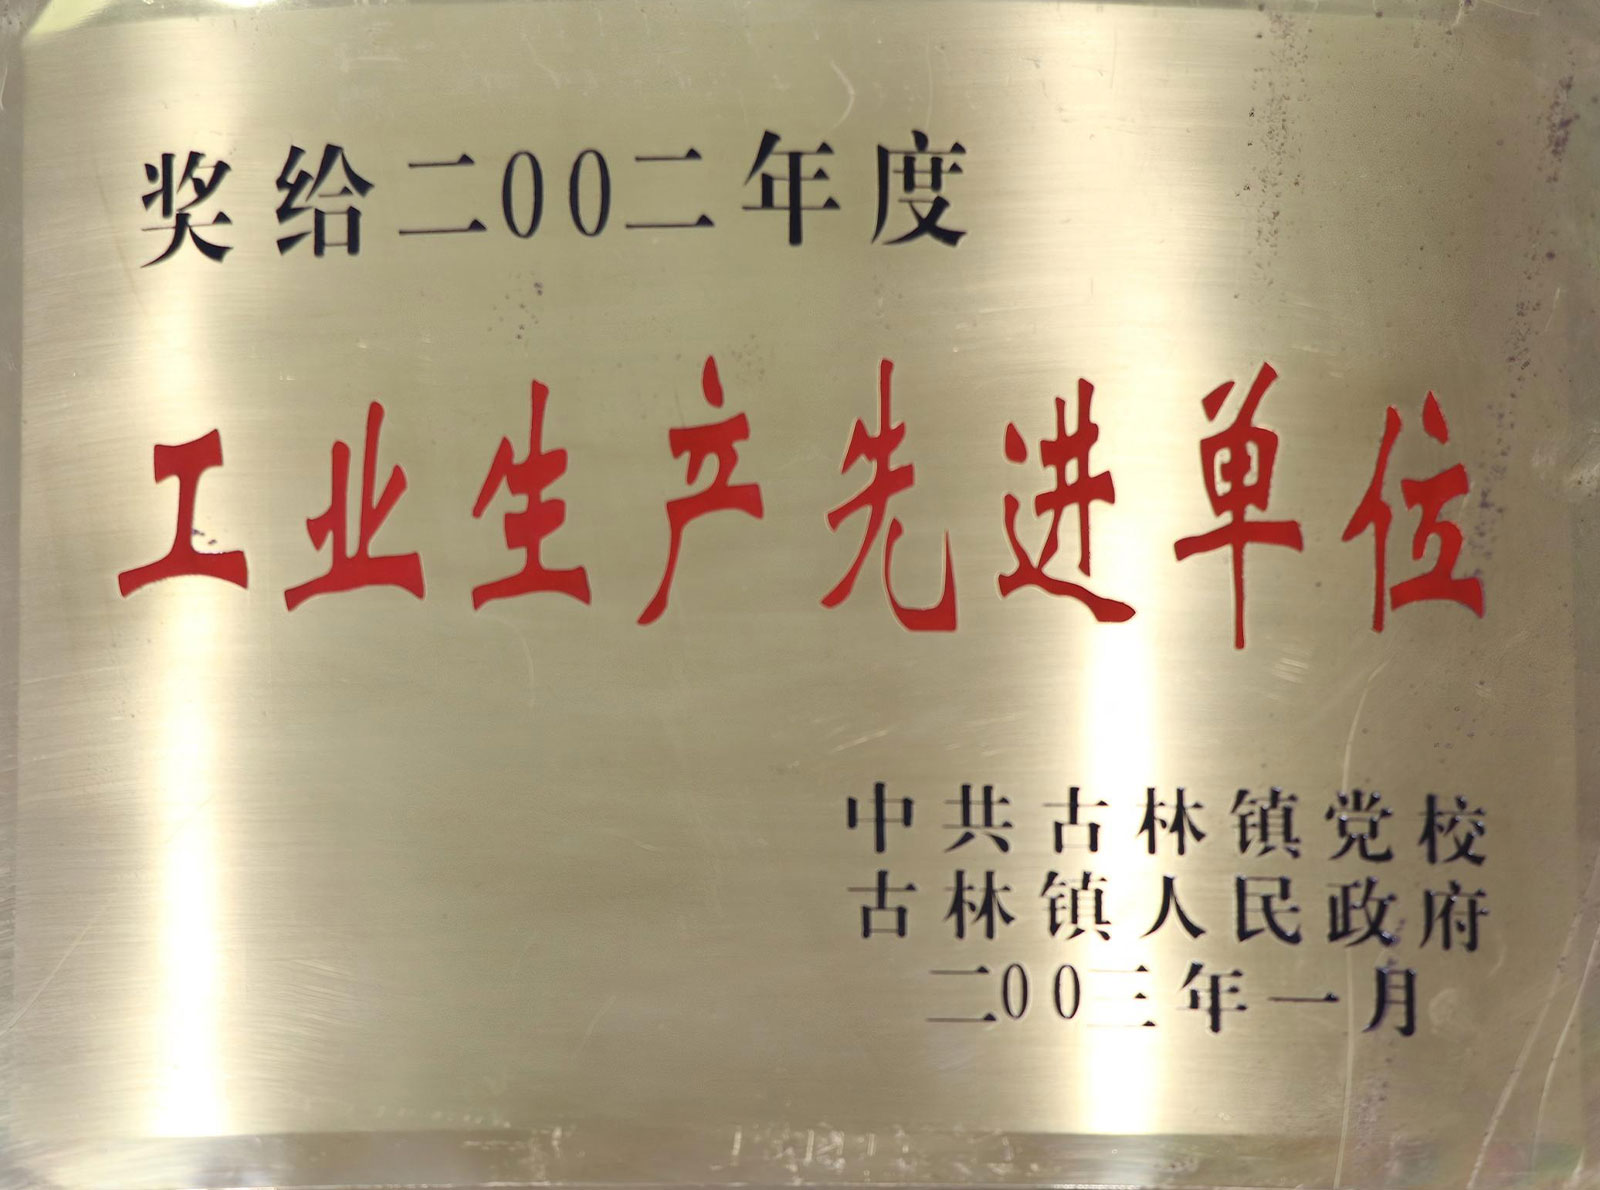 奖给二00二年度
工业生产先进单位
中共古林镇党校
古林镇人民政府
二00三年一月